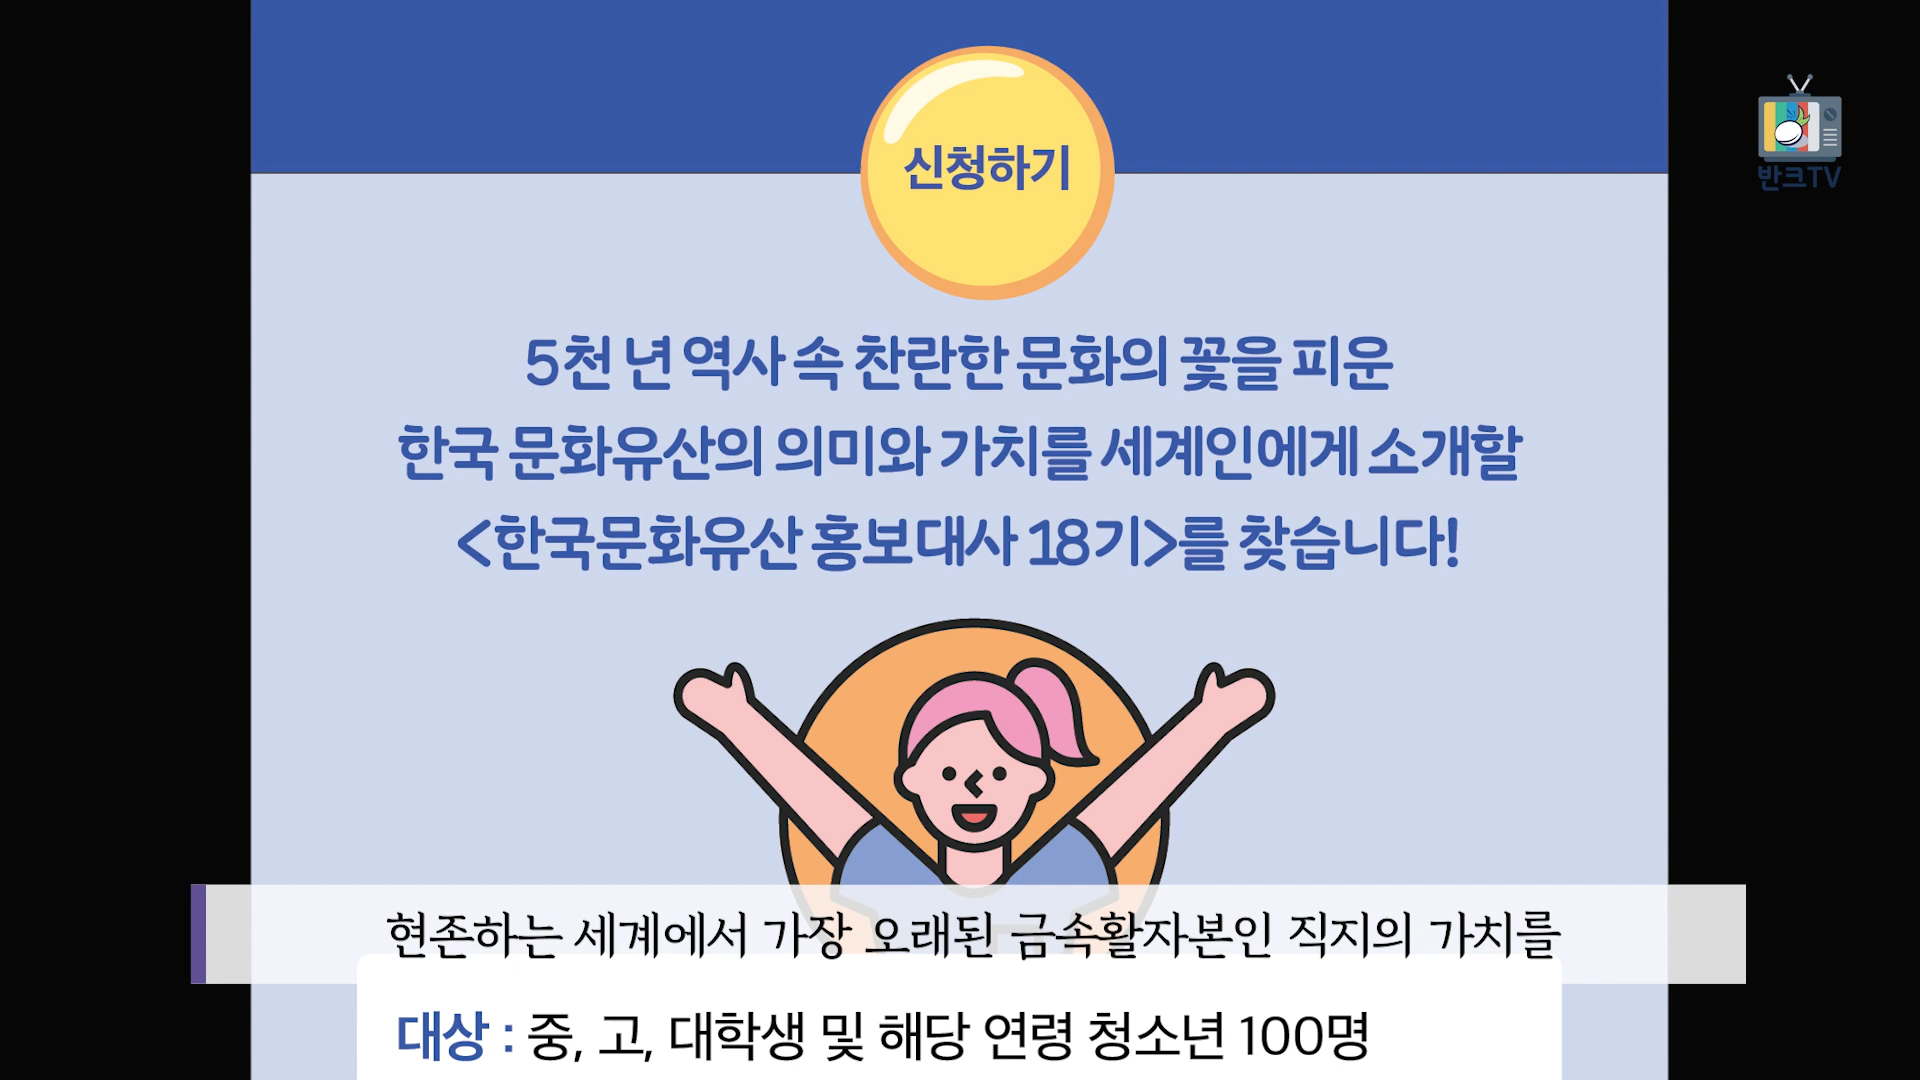 신청하기
반크TV
5천 년 역사 속 찬란한 문화의 꽃을 피운
한국 문화유산의 의미와 가치를 세계인에게 소개할
<한국문화유산 홍보대사 18기>를 찾습니다!
현존하는 세계에서 가장 오래된 금속활자본인 직지의 가치를
대상 : 중, 고, 대학생 및 해당 연령 청소년 100명